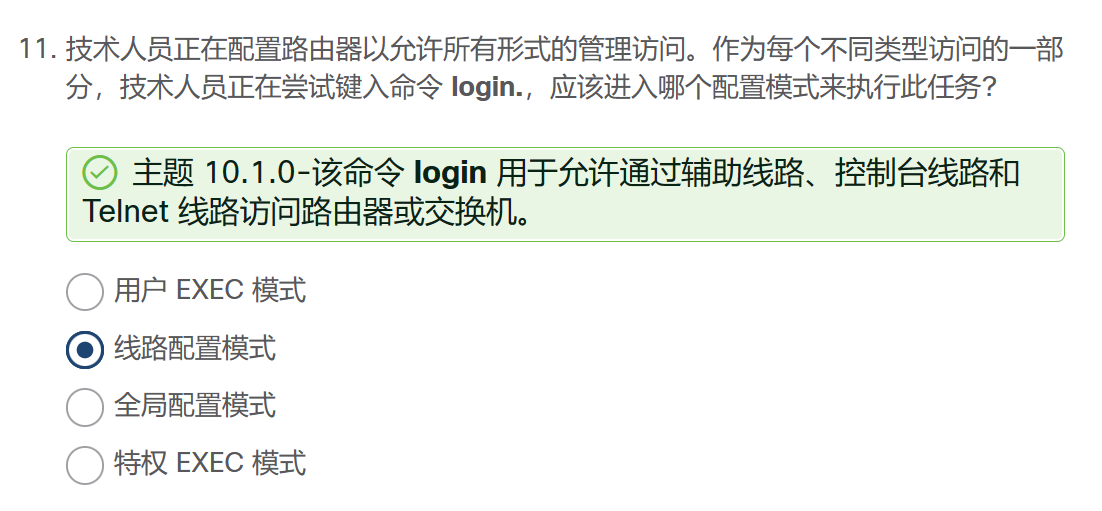 11. 技术人员正在配置路由器以允许所有形式的管理访问。作为每个不同类型访问的一部
分，技术人员正在尝试键入命令 login.，应该进入哪个配置模式来执行此任务?
主题 10.1.0-该命令 login 用于允许通过辅助线路、控制台线路和
Telnet 线路访问路由器或交换机。
用户 EXEC 模式
线路配置模式
全局配置模式
特权 EXEC 模式